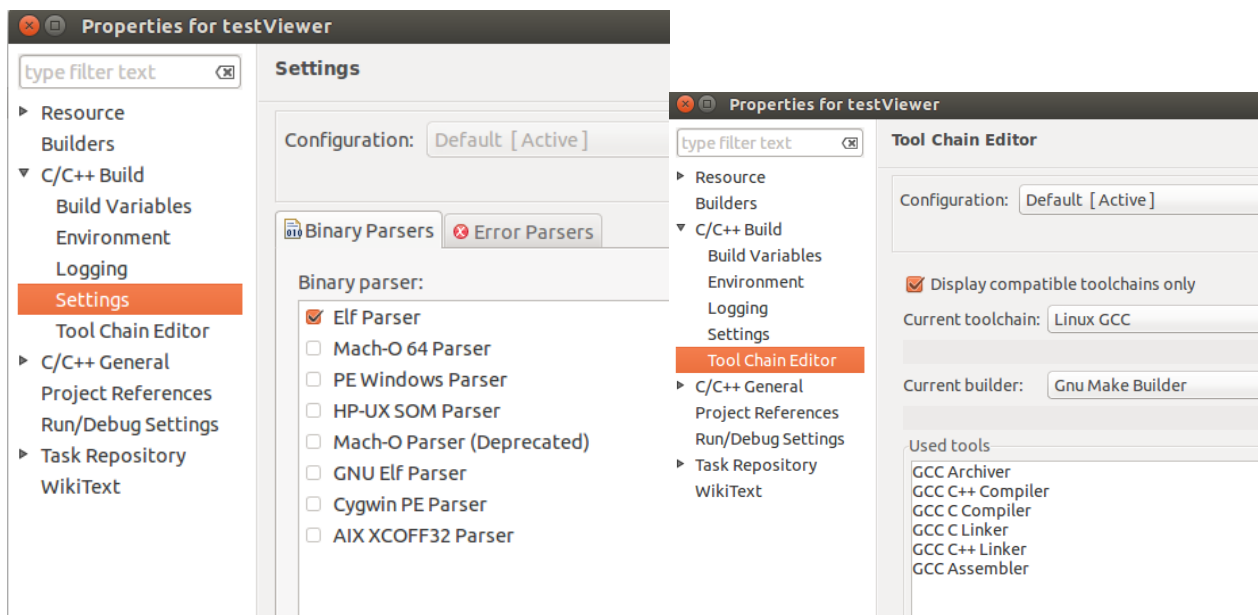 Properties for testViewer
type filter text
Resource
Builders
C/C++ Build
Build Variables
Environment
Logging
Settings
Tool Chain Editor
C/C++ General
Project References
Run/Debug Settings
Task Repository
WikiText
Settings
Configuration: Default [ Active ]
Binary Parsers Error Parsers
Binary parser:
Elf Parser
Mach-O 64 Parser
PE Windows Parser
HP-UX SOM Parser
Mach-O Parser (Deprecated)
GNU Elf Parser
Cygwin PE Parser
AIX XCOFF32 Parser
Properties for testViewer
type filter text
Resource
Builders
C/C++ Build
Build Variables
Environment
Logging
Settings
Tool Chain Editor
C/C++ General
Project References
Run/Debug Settings
Task Repository
WikiText
Tool Chain Editor
Configuration: Default [ Active ]
Display compatible toolchains only
Current toolchain: Linux GCC
Current builder: Gnu Make Builder
Used tools
GCC Archiver
GCC C++ Compiler
GCC C Compiler
GCC C Linker
GCC C++ Linker
GCC Assembler